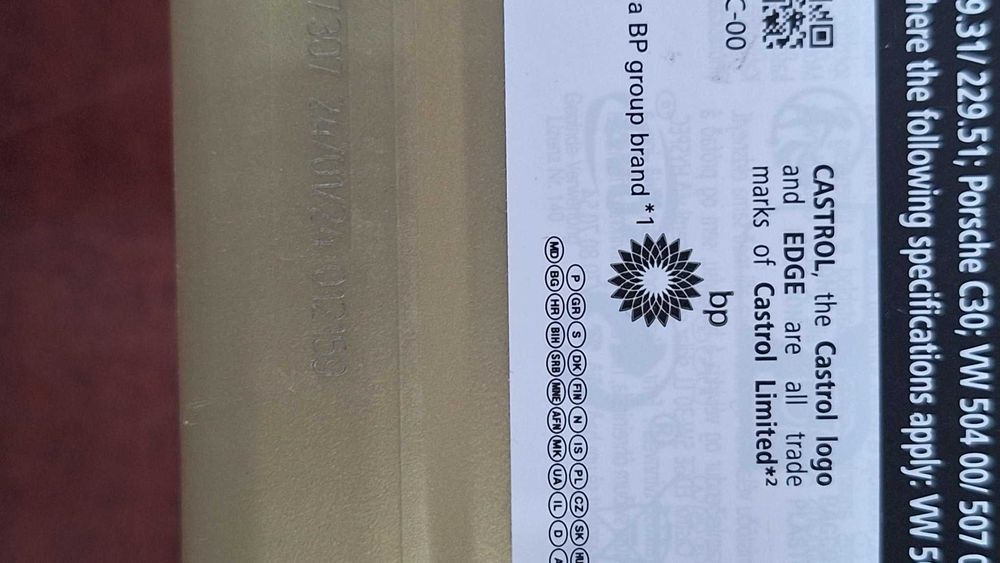 9.31/ 229.51; Porsche C30; VW 504 00/ 507 0
here the following specifications apply: VW 5
CASTROL, the Castrol logo
and EDGE are all trade
marks of Castrol Limited*2
C-00
bp
a BP group brand *1
P GR S DK FIN N IS PL CZ SK HU
MD BG HR BIH SRB MNE AFN MK UA IL D A